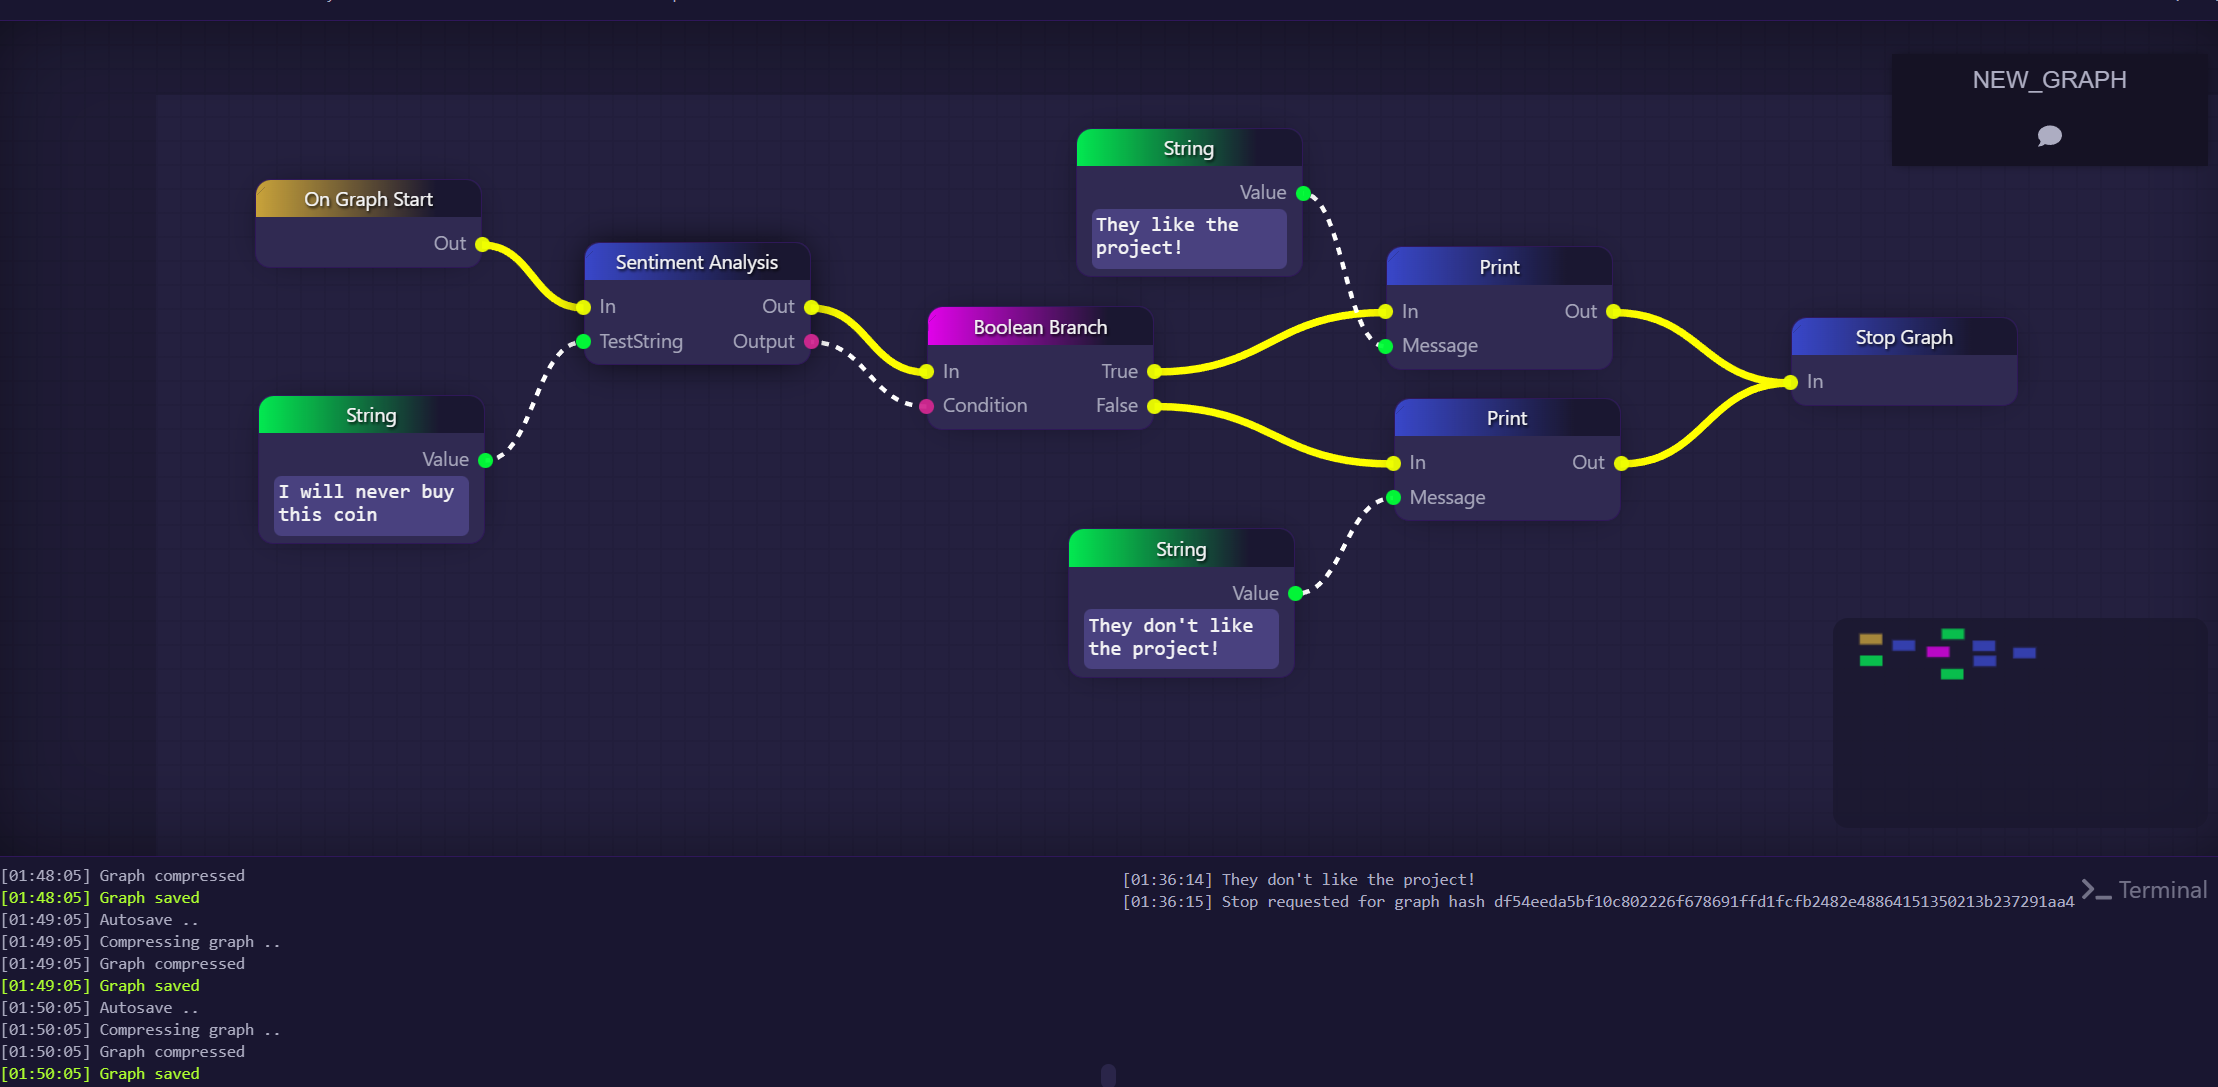 NEW_GRAPH
On Graph Start
Out
String
Value
I will never buy
this coin
Sentiment Analysis
In Out
TestString Output
Boolean Branch
In True
Condition False
String
Value
They like the
project!
Print
In Out
Message
Print
In Out
Message
String
Value
They don't like
the project!
Stop Graph
In
[01:48:05] Graph compressed
[01:48:05] Graph saved
[01:49:05] Autosave ..
[01:49:05] Compressing graph ..
[01:49:05] Graph compressed
[01:49:05] Graph saved
[01:50:05] Autosave ..
[01:50:05] Compressing graph ..
[01:50:05] Graph compressed
[01:50:05] Graph saved
[01:36:14] They don't like the project!
[01:36:15] Stop requested for graph hash df54eeda5bf10c802226f678691ffd1fcfb2482e48864151350213b237291aa4
Terminal